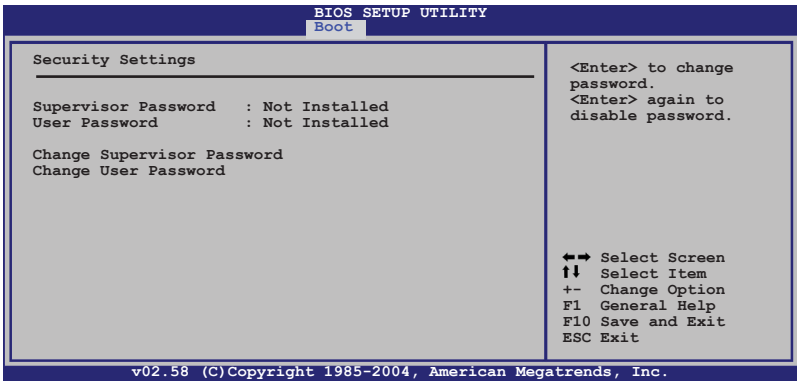 BIOS SETUP UTILITY
Boot
Security Settings
Supervisor Password : Not Installed
User Password : Not Installed
Change Supervisor Password
Change User Password
<Enter> to change
password.
<Enter> again to
disable password.
←→ Select Screen
↑↓ Select Item
+- Change Option
F1 General Help
F10 Save and Exit
ESC Exit
v02.58 (C)Copyright 1985-2004, American Megatrends, Inc.